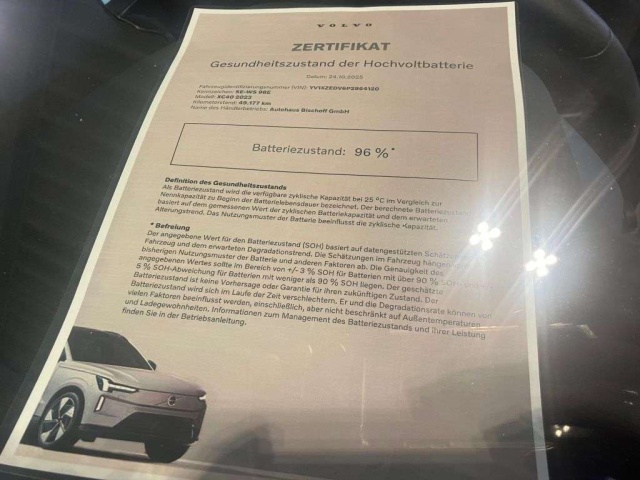 VOLVO
ZERTIFIKAT
Gesundheitszustand der Hochvoltbatterie
Datum: 24.10.2025
Fahrzeugidentifizierungsnummer (VIN): YV1XZEDV6P2984120
Kennzeichen: SE-WS 98E
Modell: XC40 2023
Kilometerstand: 49.177 km
Name des Händlerbetriebs: Autohaus Bischoff GmbH
Batteriezustand: 96 %*
Definition des Gesundheitszustands
Als Batteriezustand wird die verfügbare zyklische Kapazität bei 25 °C im Vergleich zur
Nennkapazität zu Beginn der Batterielebensdauer bezeichnet. Der berechnete Batteriezustand
basiert auf dem gemessenen Wert der zyklischen Batteriekapazität und dem erwarteten
Alterungstrend. Das Nutzungsmuster der Batterie beeinflusst die zyklische Kapazität.
* Befreiung
Der angegebene Wert für den Batteriezustand (SOH) basiert auf datengestützten
Fahrzeug und dem erwarteten Degradationstrend. Die Schätzungen im Fahrzeug hängen
bisherigen Nutzungsmuster der Batterie und anderen Faktoren ab. Die Genauigkeit des
angegebenen Wertes sollte im Bereich von +/- 3 % SOH für Batterien mit über 90 % SOH
5 % SOH-Abweichung für Batterien mit weniger als 90 % SOH liegen. Der geschätzte
Batteriezustand ist keine Vorhersage oder Garantie für ihren zukünftigen Zustand. Der
Batteriezustand wird sich im Laufe der Zeit verschlechtern. Er und die Degradationsrate können von
vielen Faktoren beeinflusst werden, einschließlich, aber nicht beschränkt auf Außentemperaturen
und Ladegewohnheiten. Informationen zum Management des Batteriezustands und ihrer Leistung
finden Sie in der Betriebsanleitung.